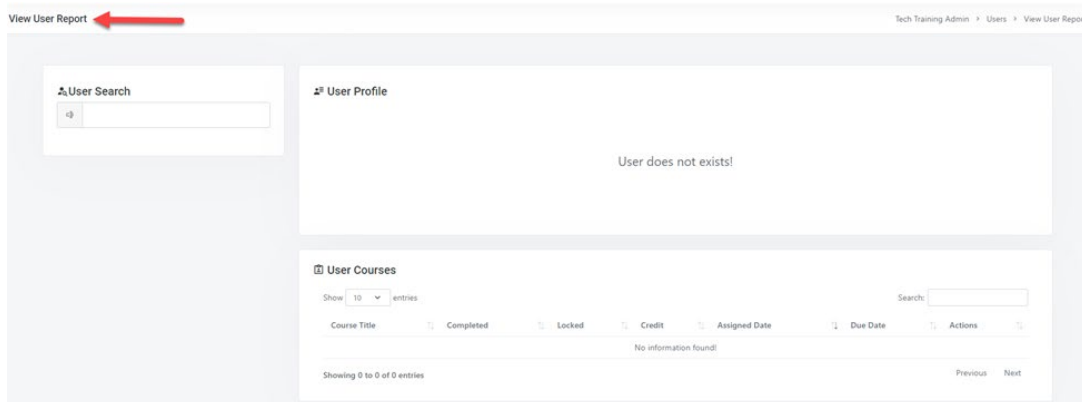 View User Report
Tech Training Admin > Users > View User Repor
User Search
User Profile
User does not exists!
User Courses
Show 10 entries
Search:
Course Title Completed Locked Credit Assigned Date Due Date Actions
No information found!
Showing 0 to 0 of 0 entries
Previous Next